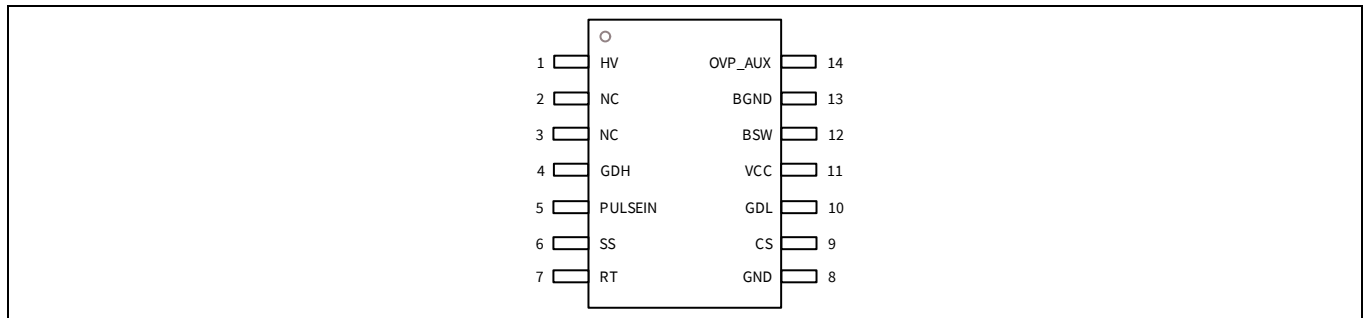 1 HV OVP_AUX 14
2 NC BGND 13
3 NC BSW 12
4 GDH VCC 11
5 PULSEIN GDL 10
6 SS CS 9
7 RT GND 8